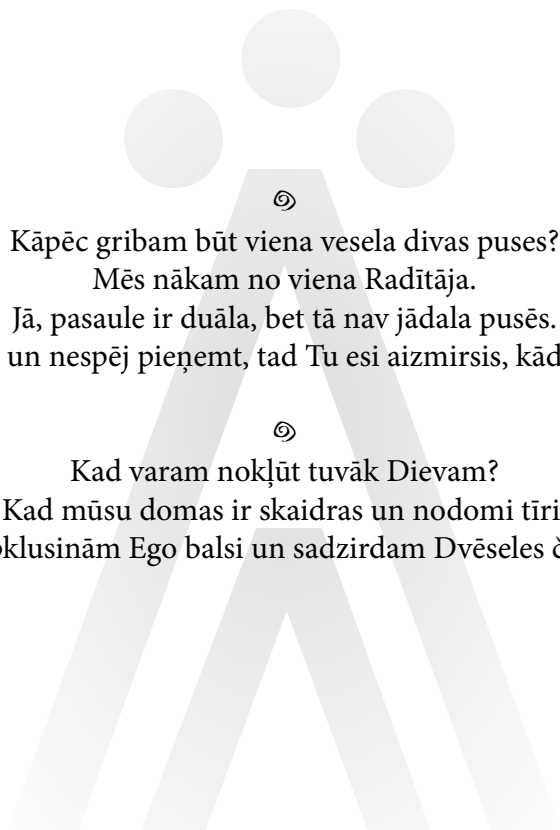 Kāpēc gribam būt viena vesela divas puses?
Mēs nākam no viena Radītāja.
Jā, pasaule ir duāla, bet tā nav jādala pusēs.
un nespēj pieņemt, tad Tu esi aizmirsis,
Kad varam nokļūt tuvāk Dievam?
Kad mūsu domas ir skaidras un nodomi tīri
Ego balsi un sadzirdam Dvēseles